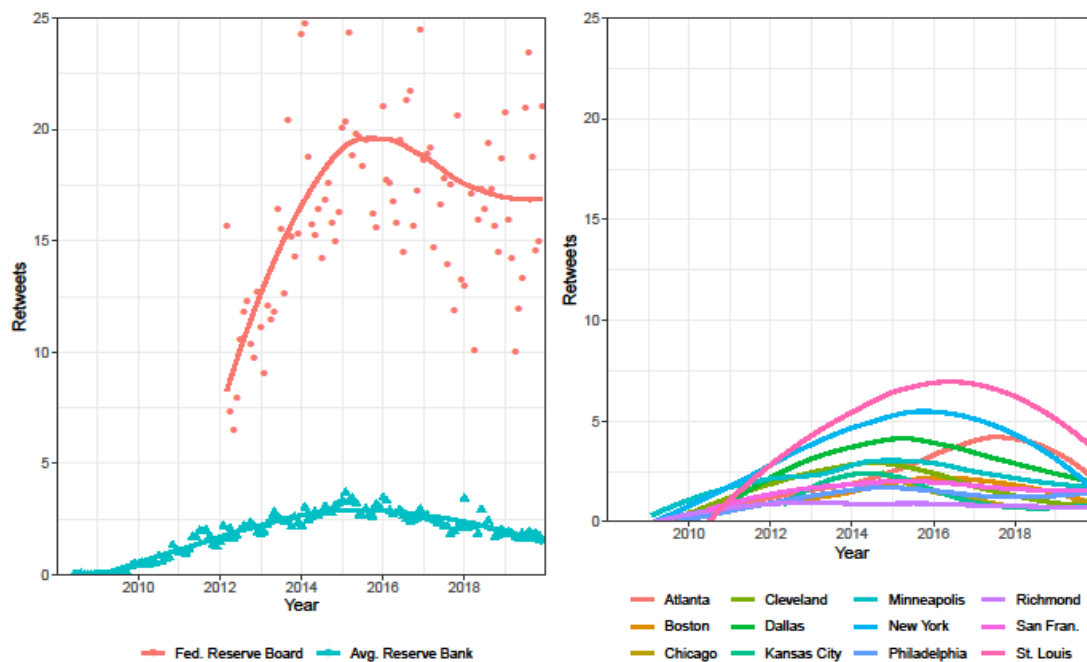 25
20
15
10
5
0
Retweets
2010 2012 2014 2016 2018
Year
Fed. Reserve Board Avg. Reserve Bank
25
20
15
10
5
0
Retweets
2010 2012 2014 2016 2018
Year
Atlanta Cleveland Minneapolis Richmond
Boston Dallas New York San Fran.
Chicago Kansas City Philadelphia St. Louis